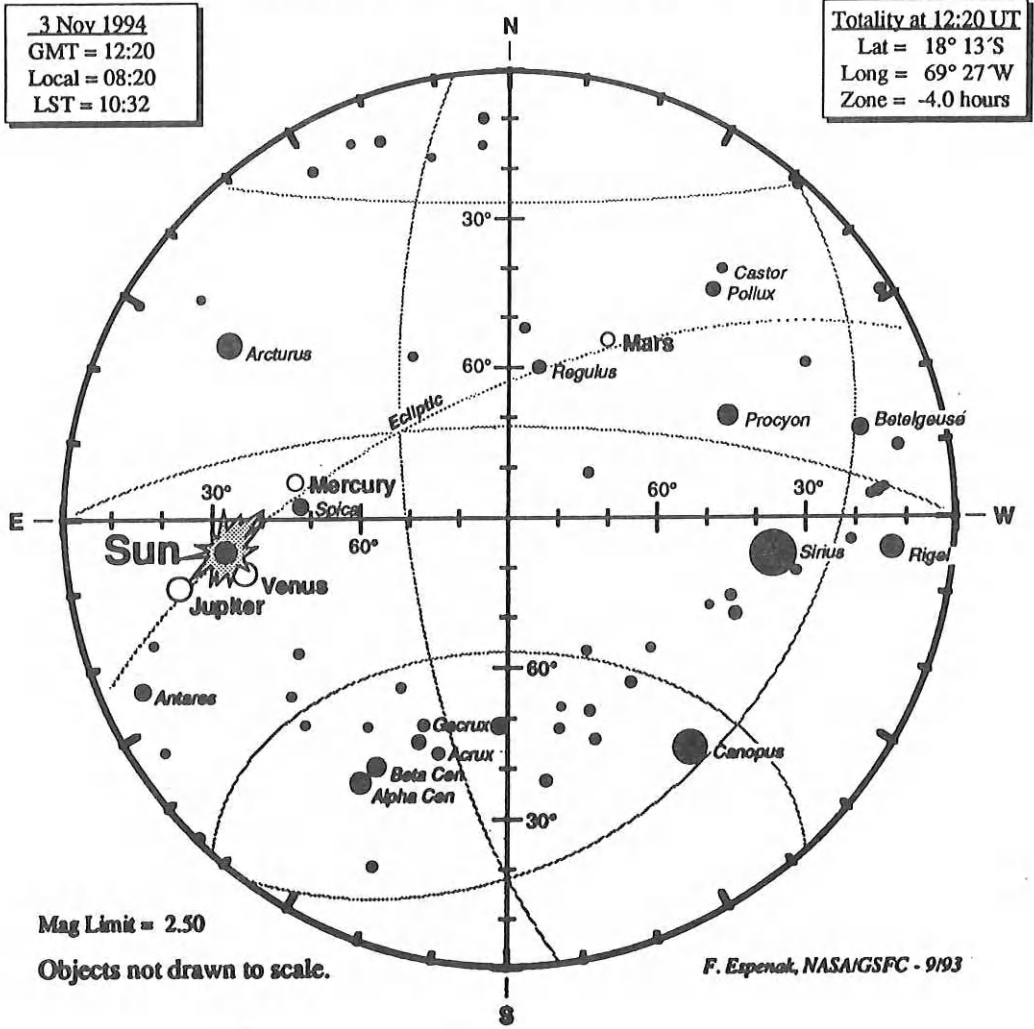 3 Nov 1994
GMT = 12:20
Local = 08:20
LST = 10:32
Totality at 12:20 UT
Lat = 18° 13´S
Long = 69° 27´W
Zone = -4.0 hours
N
30°
Castor
Pollux
Arcturus
Mars
Regulus
60°
Ecliptic
Procyon
Betelgeuse
Mercury
Spica
30°
60°
30°
E
W
Sun
60°
Sirius
Rigel
Venus
Jupiter
60°
Antares
Gacrux
Acrux
Canopus
Beta Cen
Alpha Cen
30°
Mag Limit = 2.50
Objects not drawn to scale.
F. Espenak, NASA/GSFC - 9/93
S